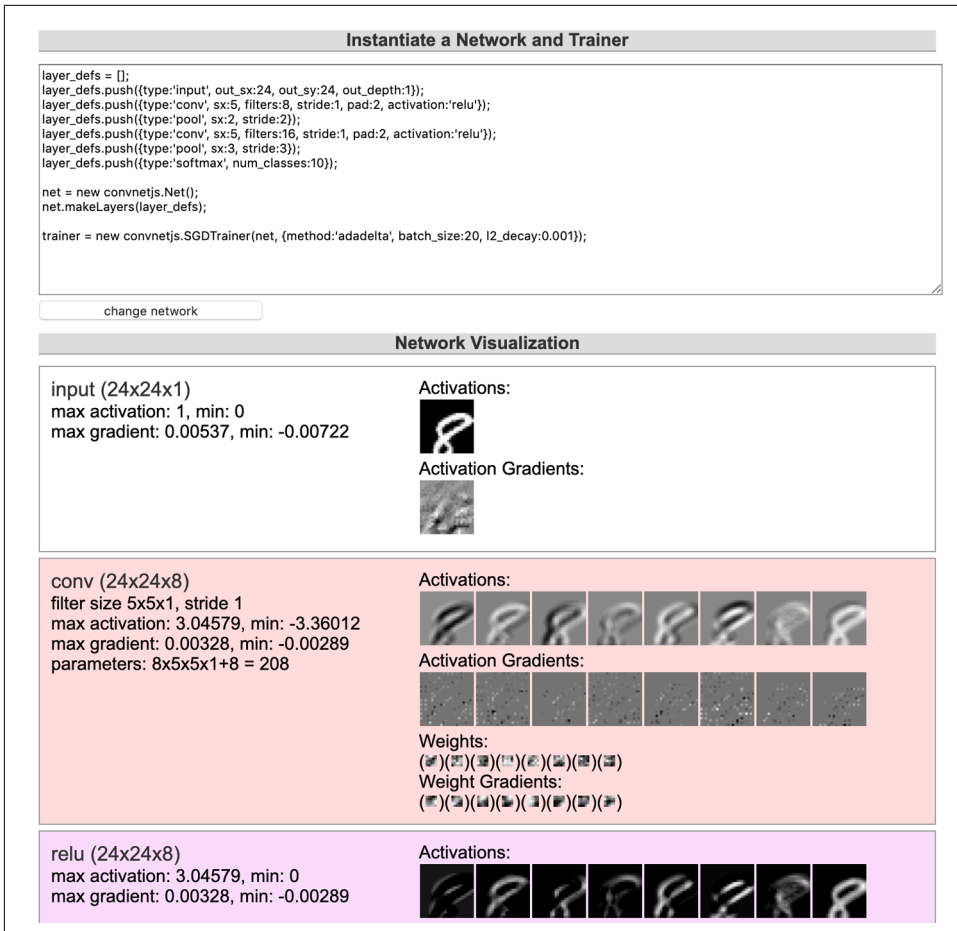 Instantiate a Network and Trainer
layer_defs = [];
layer_defs.push({type:'input', out_sx:24, out_sy:24, out_depth:1});
layer_defs.push({type:'conv', sx:5, filters:8, stride:1, pad:2, activation:'relu'});
layer_defs.push({type:'pool', sx:2, stride:2});
layer_defs.push({type:'conv', sx:5, filters:16, stride:1, pad:2, activation:'relu'});
layer_defs.push({type:'pool', sx:3, stride:3});
layer_defs.push({type:'softmax', num_classes:10});
net = new convnetjs.Net();
net.makeLayers(layer_defs);
trainer = new convnetjs.SGDTrainer(net, {method:'adadelta', batch_size:20, l2_decay:0.001});
change network
Network Visualization
input (24x24x1)
max activation: 1, min: 0
max gradient: 0.00537, min: -0.00722
Activations:
Activation Gradients:
conv (24x24x8)
filter size 5x5x1, stride 1
max activation: 3.04579, min: -3.36012
max gradient: 0.00328, min: -0.00289
parameters: 8x5x5x1+8 = 208
Activations:
Activation Gradients:
Weights:
()()()()()()()()
Weight Gradients:
()()()()()()()()
relu (24x24x8)
max activation: 3.04579, min: 0
max gradient: 0.00328, min: -0.00289
Activations: